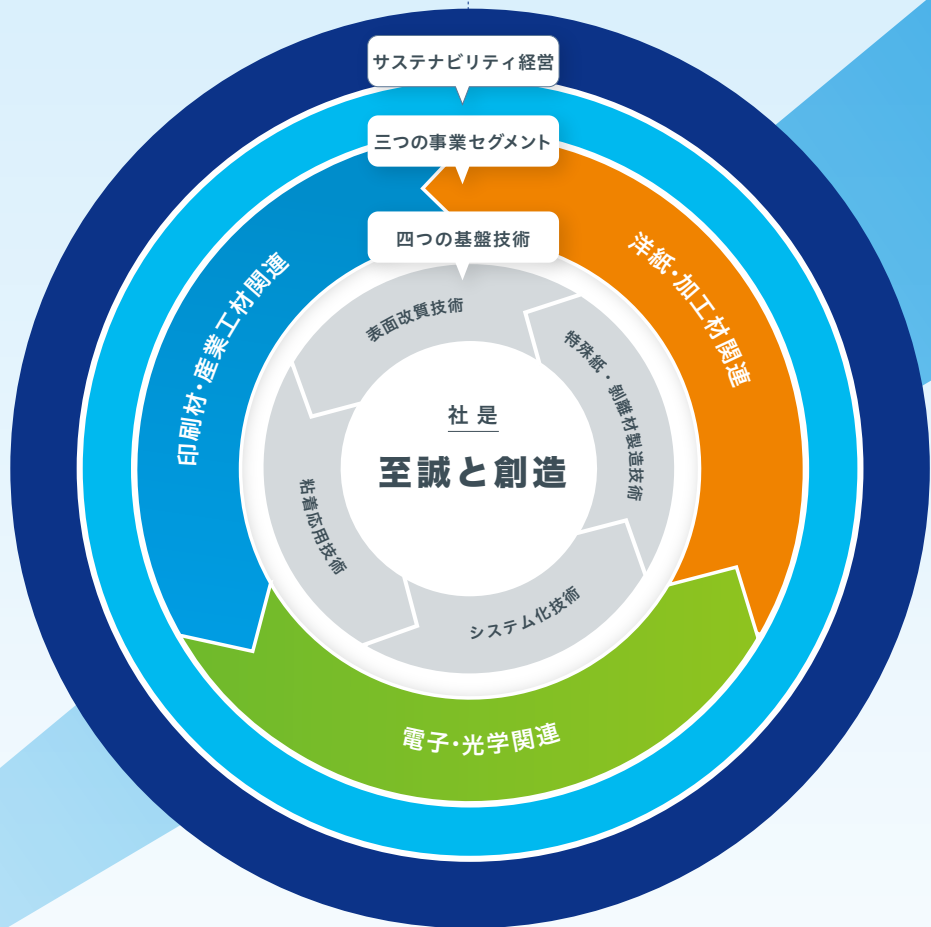 サステナビリティ経営
三つの事業セグメント
四つの基盤技術
洋紙・加工材関連
印刷材・産業工材関連
電子・光学関連
表面改質技術
特殊紙・剝離材製造技術
粘着応用技術
システム化技術
社是
至誠と創造